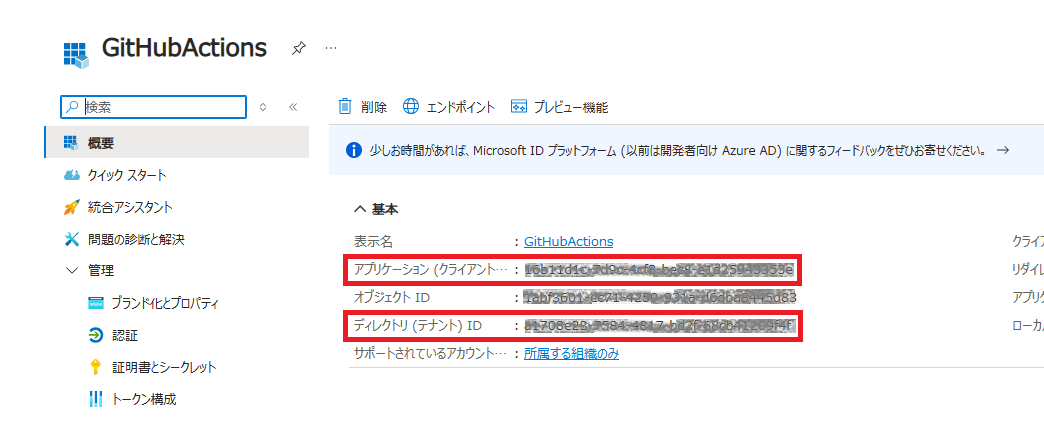 GitHubActions
検索
削除
エンドポイント
プレビュー機能
概要
クイック スタート
統合アシスタント
問題の診断と解決
管理
ブランド化とプロパティ
認証
証明書とシークレット
トークン構成
少しお時間があれば、Microsoft ID プラットフォーム (以前は開発者向け Azure AD) に関するフィードバックをぜひお寄せください。 →
基本
表示名 : GitHubActions
アプリケーション (クライアント… :
オブジェクト ID :
ディレクトリ (テナント) ID :
サポートされているアカウント… : 所属する組織のみ
クライア
リダイレ
アプリケ
ローカル